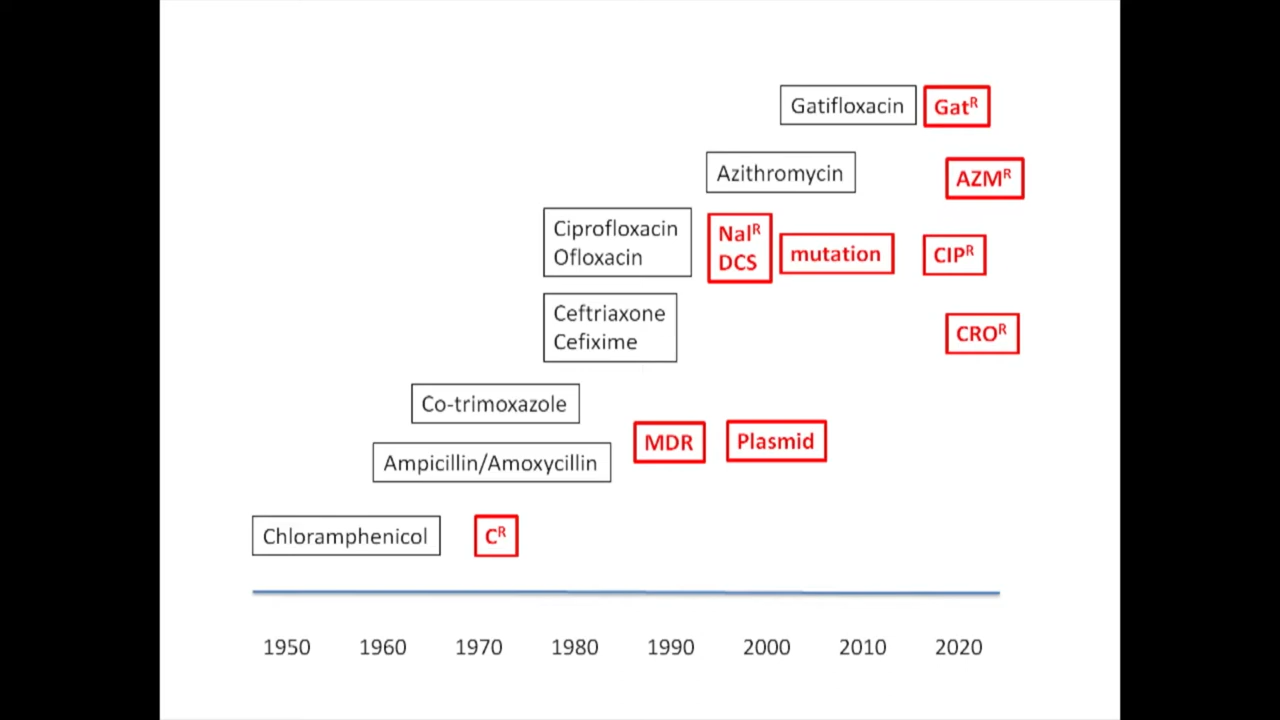 Gatifloxacin
Gatᴿ
Azithromycin
AZMᴿ
Ciprofloxacin
Ofloxacin
Nalᴿ
DCS
mutation
CIPᴿ
Ceftriaxone
Cefixime
CROᴿ
Co-trimoxazole
MDR
Plasmid
Ampicillin/Amoxycillin
Chloramphenicol
Cᴿ
1950 1960 1970 1980 1990 2000 2010 2020